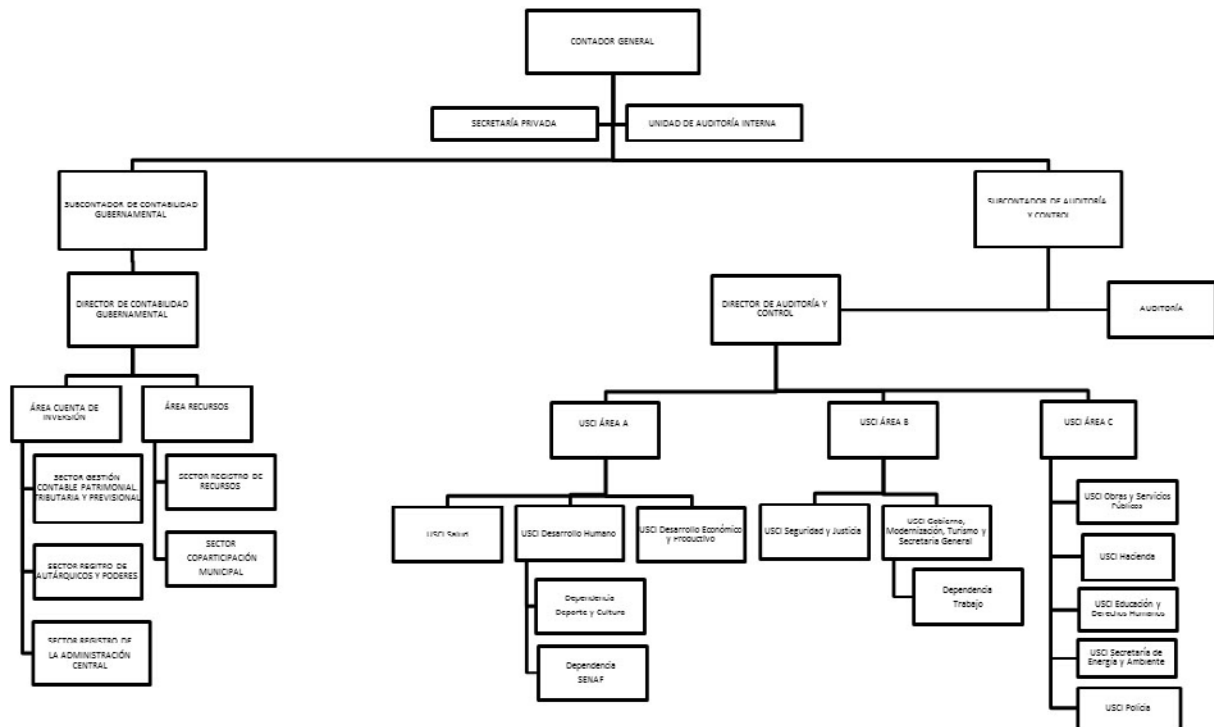 CONTADOR GENERAL
SECRETARÍA PRIVADA
UNIDAD DE AUDITORÍA INTERNA
SUBCONTADOR DE CONTABILIDAD
GUBERNAMENTAL
SUBCONTADOR DE AUDITORÍA
Y CONTROL
DIRECTOR DE CONTABILIDAD
GUBERNAMENTAL
DIRECTOR DE AUDITORÍA Y
CONTROL
AUDITORÍA
ÁREA CUENTA DE
INVERSIÓN
ÁREA RECURSOS
USCI ÁREA A
USCI ÁREA B
USCI ÁREA C
SECTOR GESTIÓN
CONTABLE PATRIMONIAL,
TRIBUTARIA Y PREVISIONAL
SECTOR REGISTRO DE
RECURSOS
SECTOR REGITRO DE
AUTÁRQUICOS Y PODERES
SECTOR
COPARTICIPACIÓN
MUNICIPAL
SECTOR REGISTRO DE
LA ADMINISTRACIÓN
CENTRAL
USCI Salud
USCI Desarrollo Humano
USCI Desarrollo Económico
y Productivo
Dependencia
Deporte y Cultura
Dependencia
SENAF
USCI Seguridad y Justicia
USCI Gobierno,
Modernización, Turismo y
Secretaría General
Dependencia
Trabajo
USCI Obras y Servicios
Públicos
USCI Hacienda
USCI Educación y
Derechos Humanos
USCI Secretaría de
Energía y Ambiente
USCI Policía